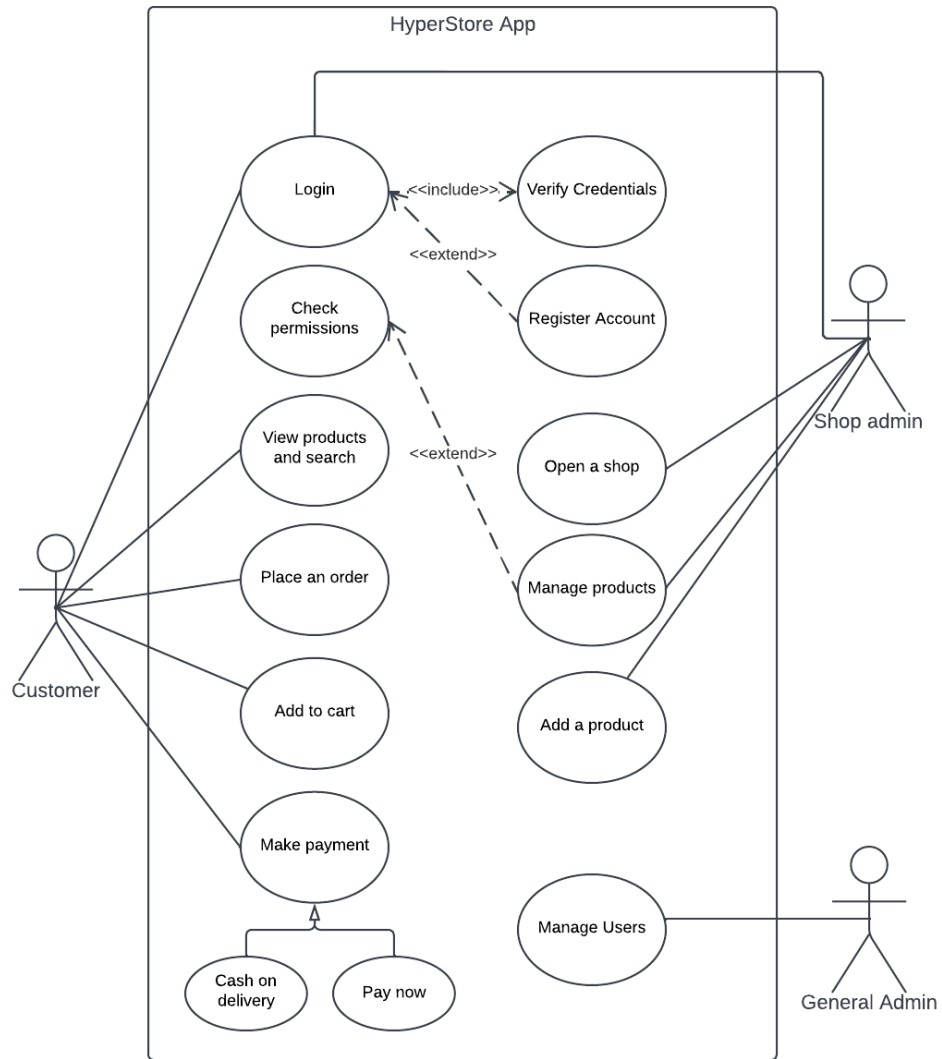 HyperStore App
Login
<<include>>
Verify Credentials
<<extend>>
Check
permissions
Register Account
Shop admin
View products
and search
<<extend>>
Open a shop
Place an order
Manage products
Customer
Add to cart
Add a product
Make payment
Manage Users
Cash on
delivery
Pay now
General Admin